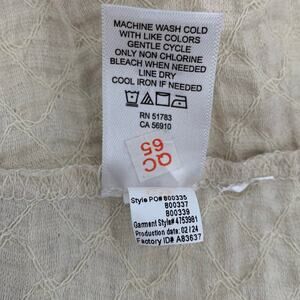 MACHINE WASH COLD
WITH LIKE COLORS
GENTLE CYCLE
ONLY NON CHLORINE
BLEACH WHEN NEEDED
LINE DRY
COOL IRON IF NEEDED
RN 51783
CA 56910
QC
65
Style PO# 800335
800337
800339
Garment Style# 4753981
Production date: 02/24
Factory ID# A83637